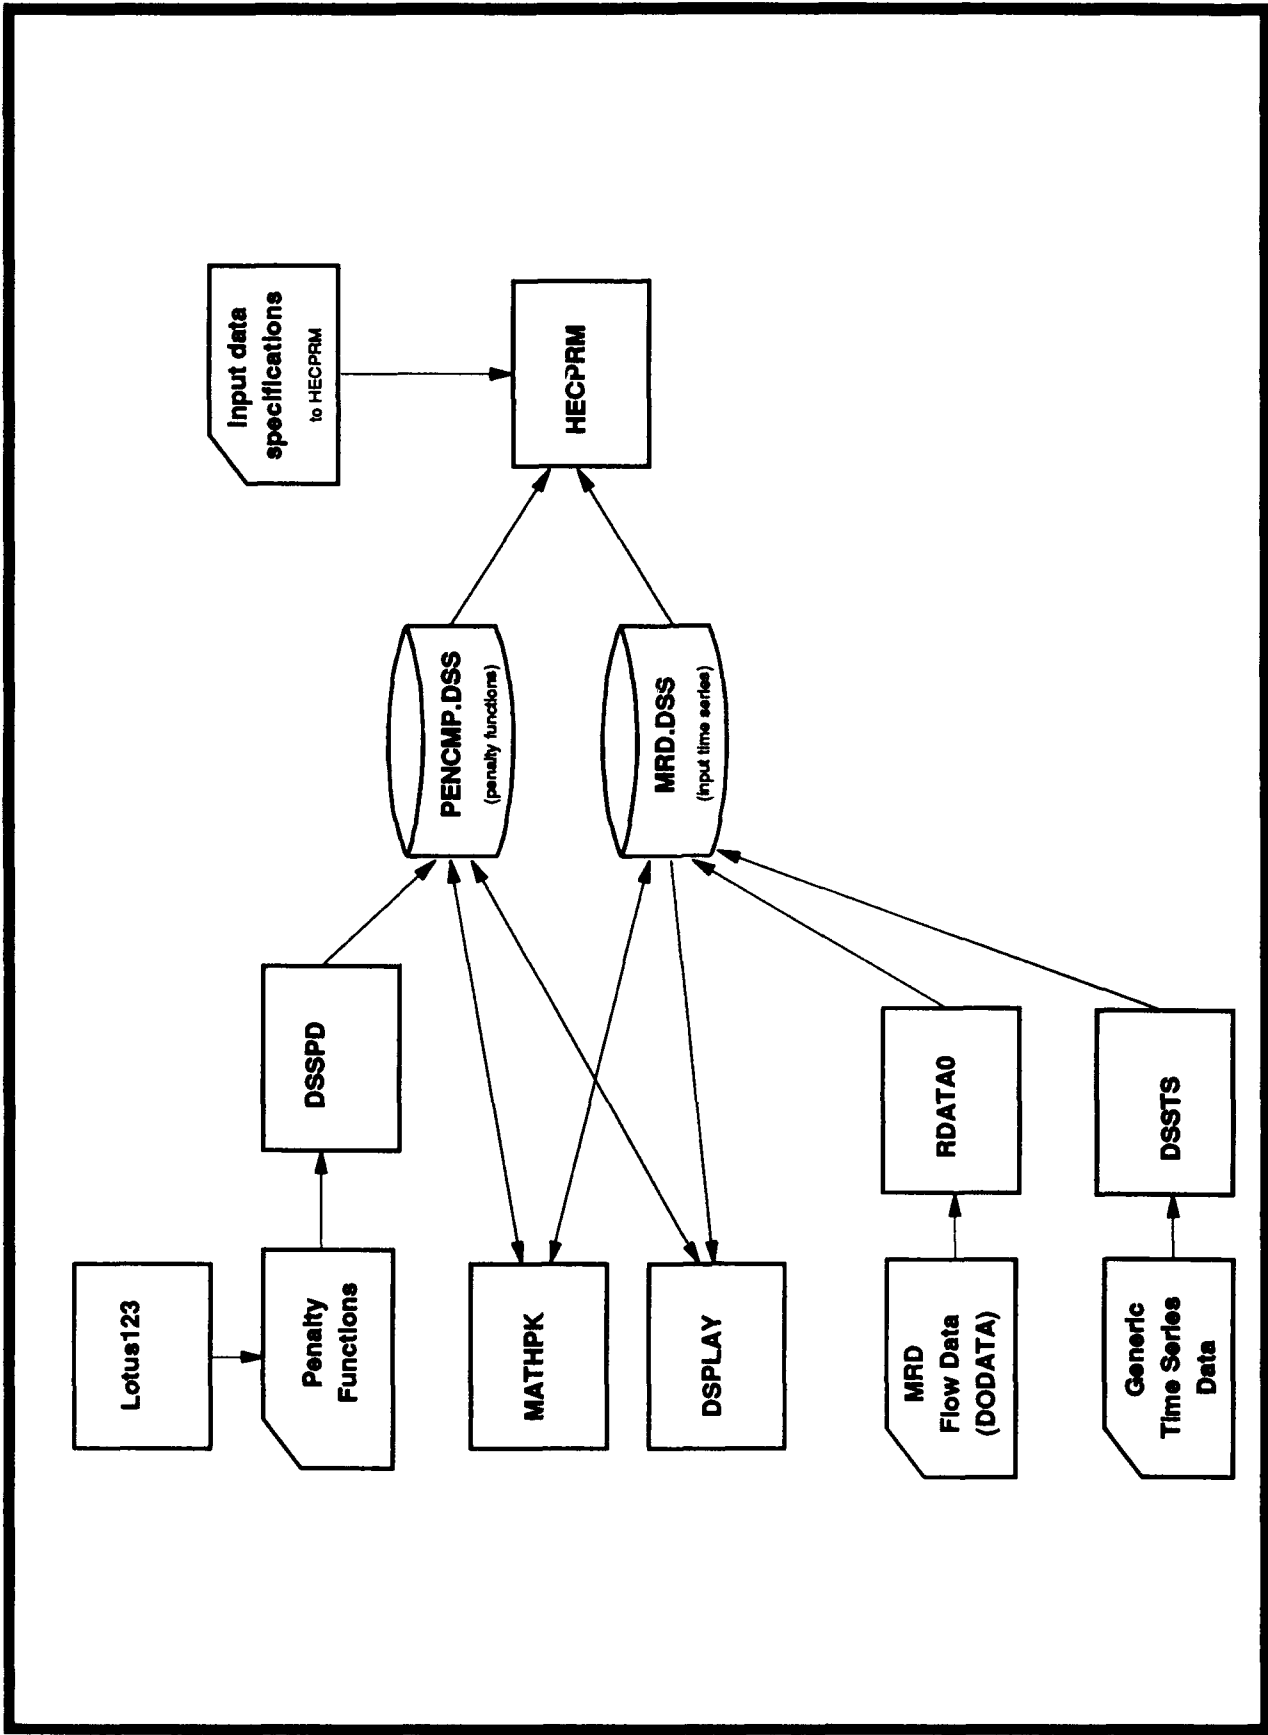 Lotus123
Penalty
Functions
DSSPD
MATHPK
DSPLAY
MRD
Flow Data
(DODATA)
RDATA0
Generic
Time Series
Data
DSSTS
PENCMP.DSS
(penalty functions)
MRD.DSS
(input time series)
Input data
specifications
to HECPRM
HECPRM